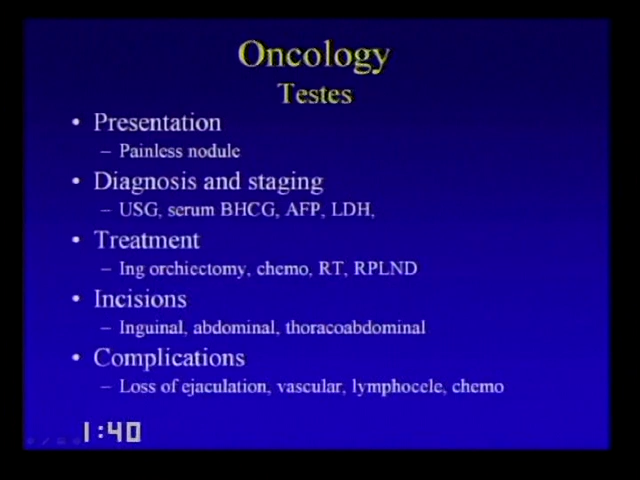 Oncology
Testes
• Presentation
– Painless nodule
• Diagnosis and staging
– USG, serum BHCG, AFP, LDH,
• Treatment
– Ing orchiectomy, chemo, RT, RPLND
• Incisions
– Inguinal, abdominal, thoracoabdominal
• Complications
– Loss of ejaculation, vascular, lymphocele, chemo
1:40